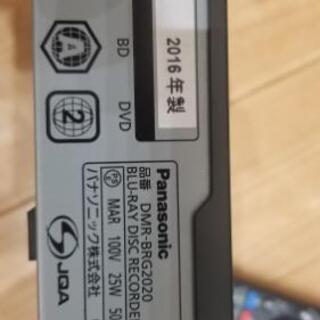 2016年製
BD
DVD
A
2
Panasonic
品番 DMR-BRG2020
BLU-RAY DISC RECORDE
MAR 100V 25W 50
パナソニック株式会社
JQA